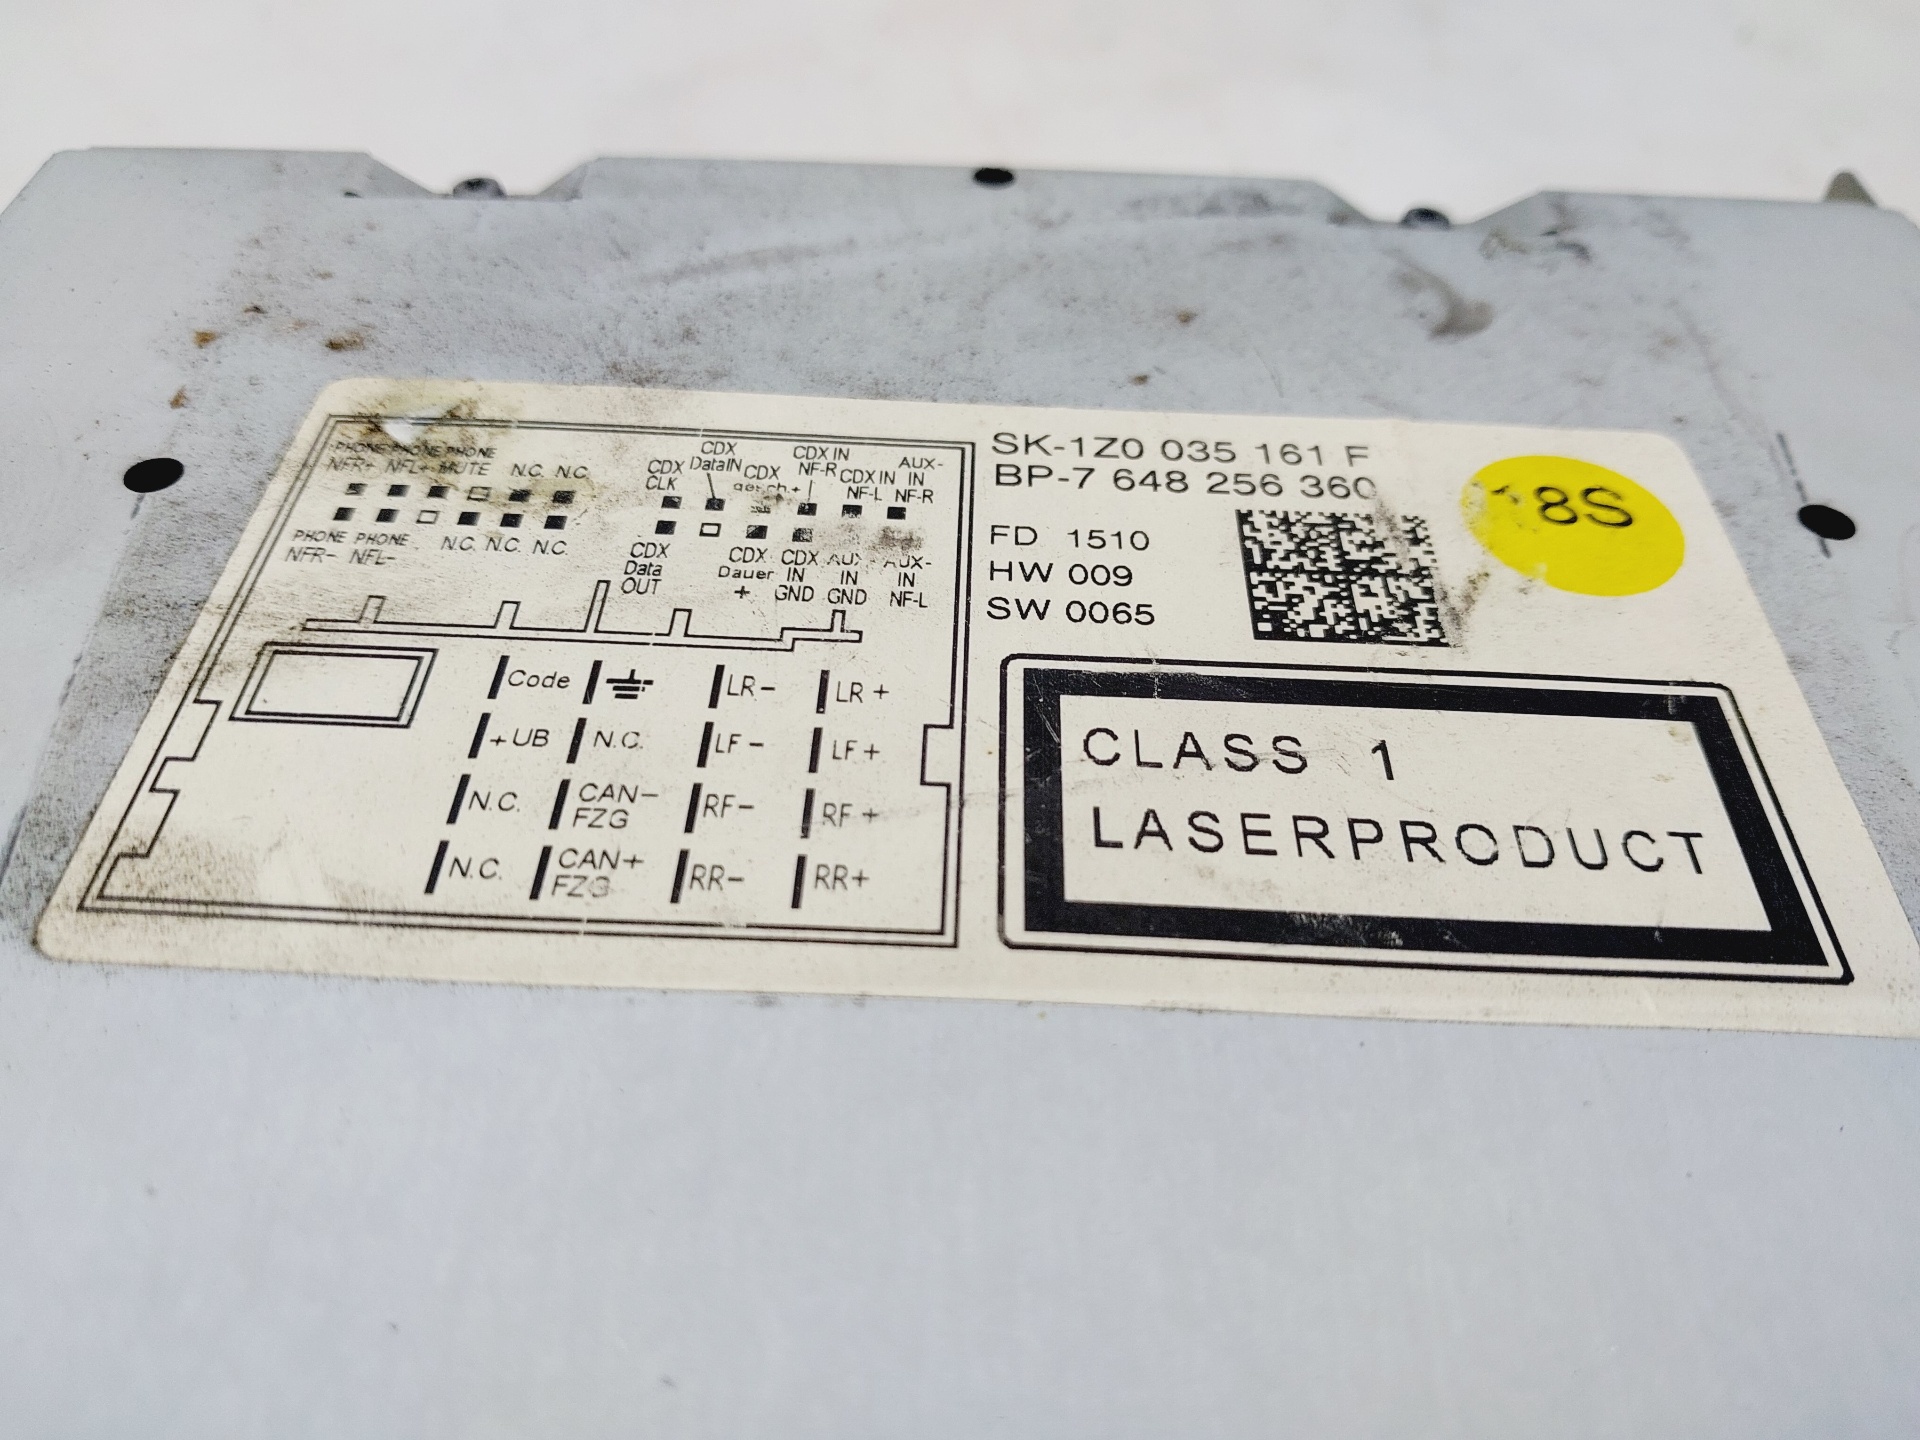 PHONE PHONE PHONE
NFR+ NFL+ MUTE N.C. N.C.
PHONE PHONE N.C. N.C. N.C.
NFR- NFL-
CDX
CLK
CDX
DataIN
CDX
gesch.+
CDX IN
NF-R
CDX IN
NF-L
AUX-
IN
NF-R
CDX
Data
OUT
CDX
Dauer
+
CDX
IN
GND
AUX
IN
GND
AUX-
IN
NF-L
Code LR- LR+
+UB N.C. LF- LF+
N.C. CAN-
FZG RF- RF+
N.C. CAN+
FZG RR- RR+
SK-1Z0 035 161 F
BP-7 648 256 360
FD 1510
HW 009
SW 0065
8S
CLASS 1
LASERPRODUCT